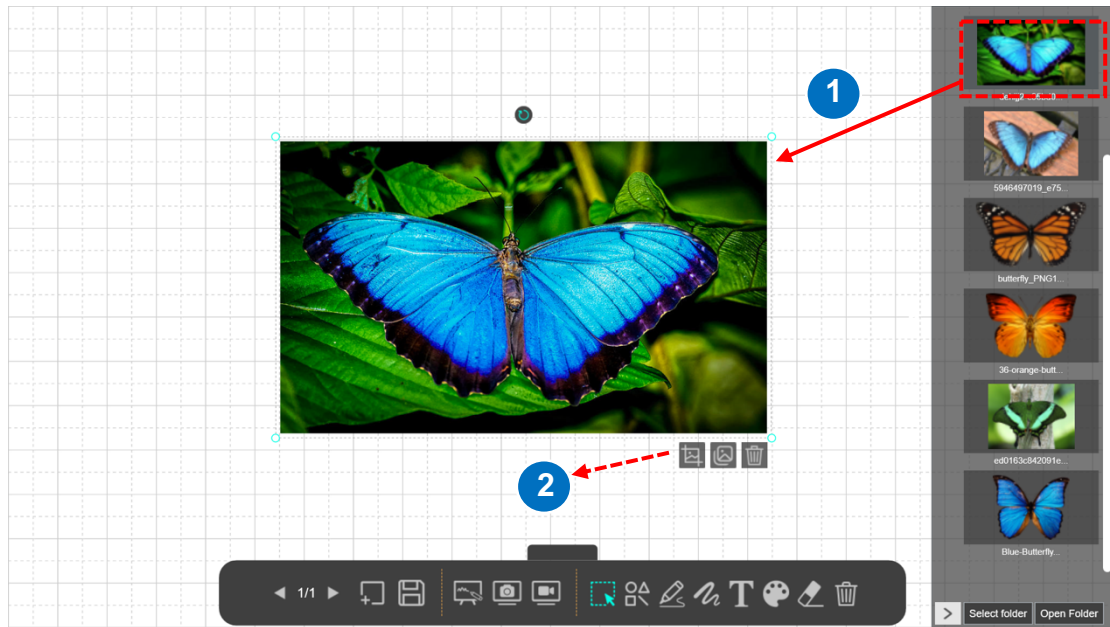 1
5946497019_e75...
butterfly_PNG1...
36-orange-butt...
2
ed0163c842091e...
Blue-Butterfly...
1/1
T
Select folder
Open Folder